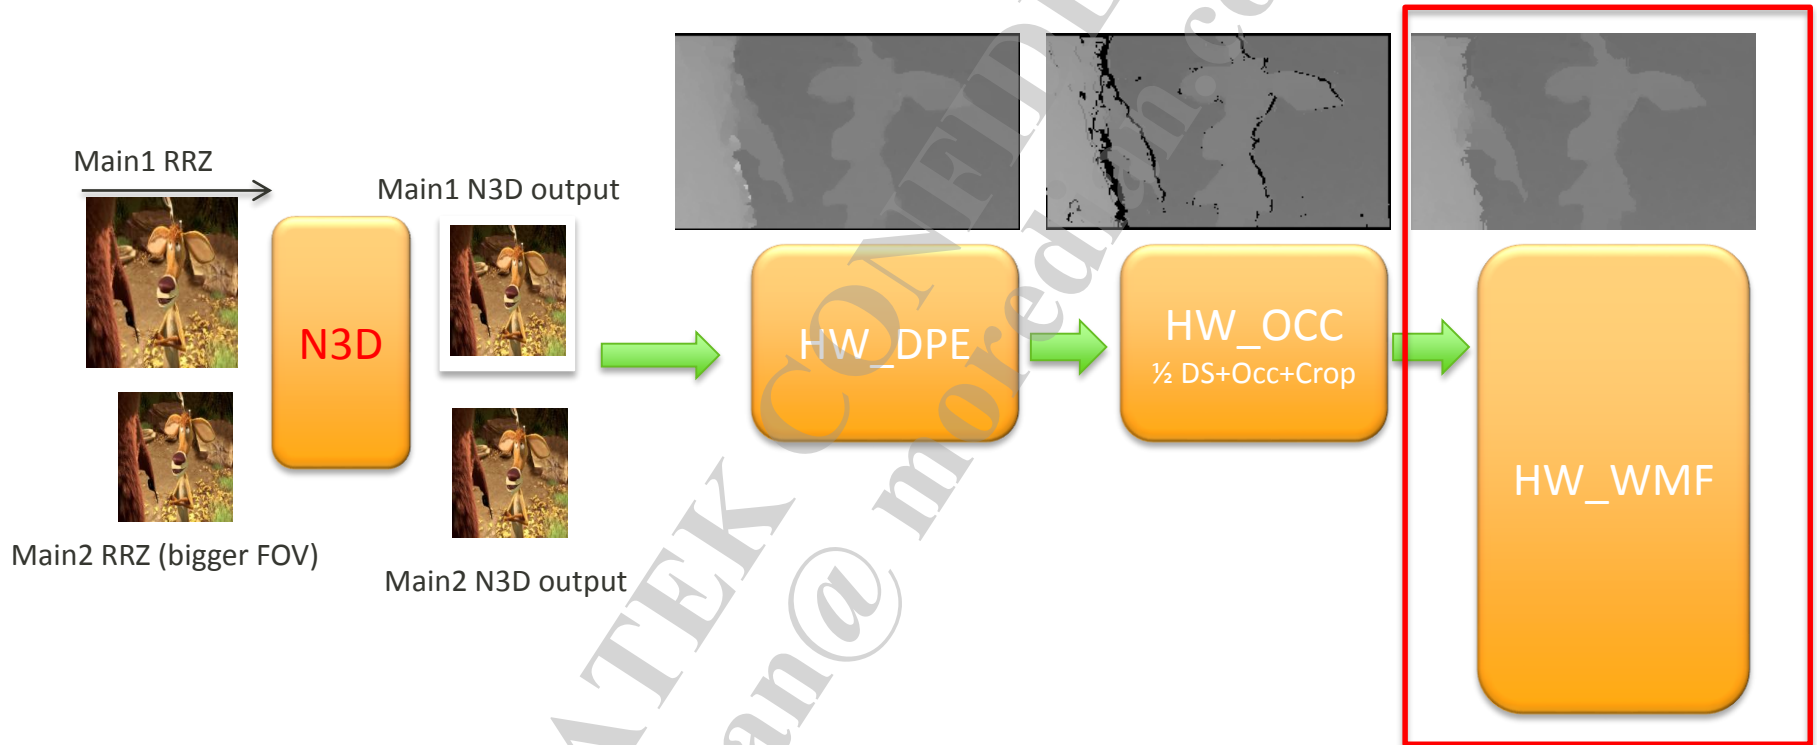 Main1 RRZ
Main2 RRZ (bigger FOV)
N3D
Main1 N3D output
Main2 N3D output
HW_DPE
HW_OCC
½ DS+Occ+Crop
HW_WMF